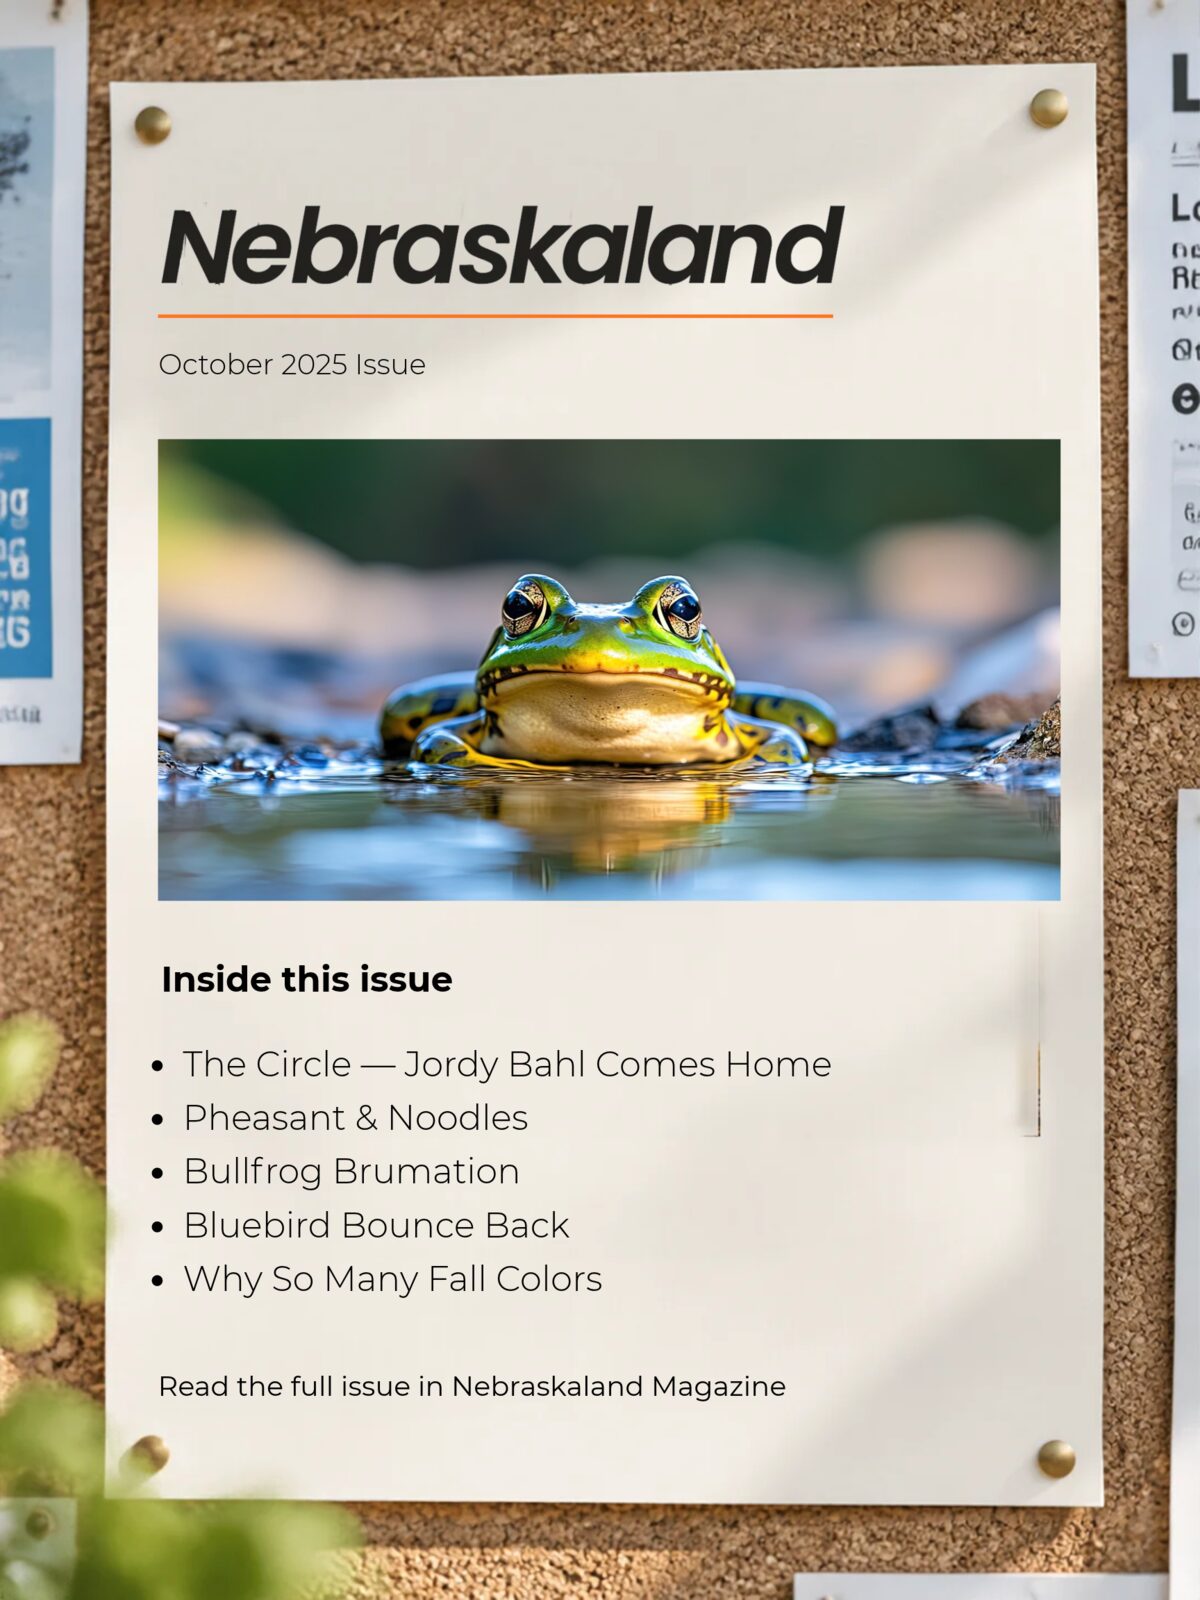 Nebraskaland
October 2025 Issue
Inside this issue
• The Circle — Jordy Bahl Comes Home
• Pheasant & Noodles
• Bullfrog Brumation
• Bluebird Bounce Back
• Why So Many Fall Colors
Read the full issue in Nebraskaland Magazine